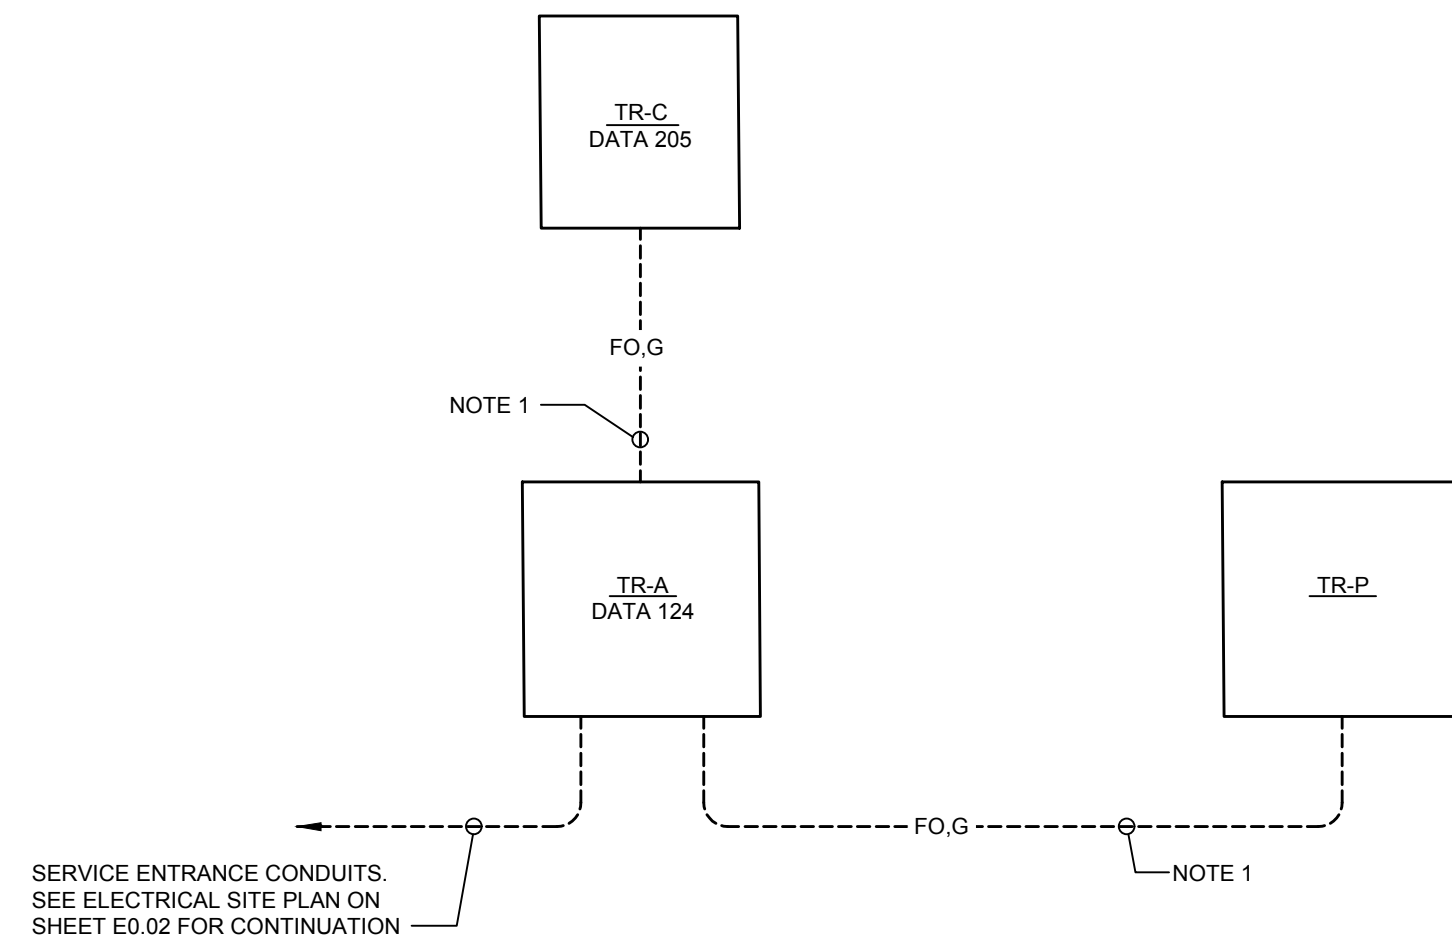 TR-C
DATA 205
FO,G
NOTE 1
TR-A
DATA 124
TR-P
FO,G
NOTE 1
SERVICE ENTRANCE CONDUITS.
SEE ELECTRICAL SITE PLAN ON
SHEET E0.02 FOR CONTINUATION